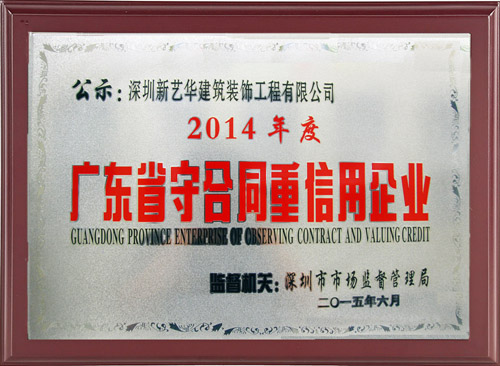 公示：深圳新艺华建筑装饰工程有限公司
2014年度
广东省守合同重信用企业
GUANGDONG PROVINCE ENTERPRISE OF OBSERVING CONTRACT AND VALUING CREDIT
监督机关：深圳市市场监督管理局
二〇一五年六月